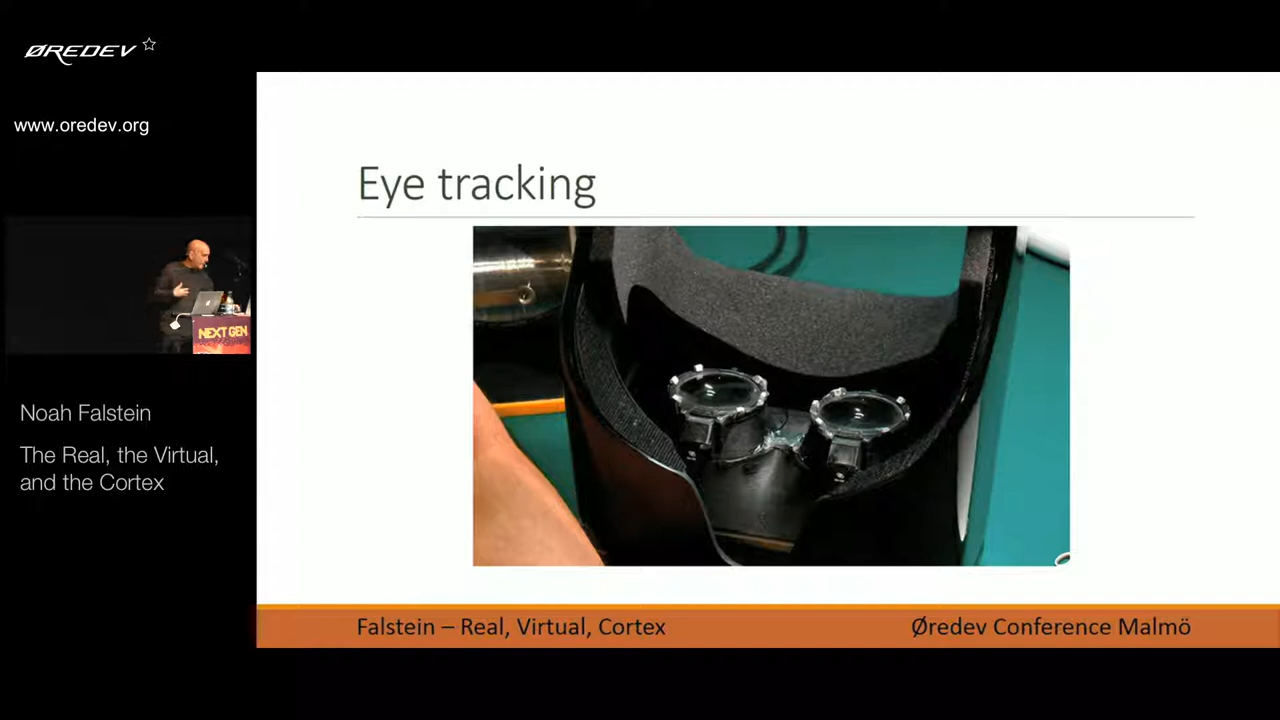 ØREDEV
www.oredev.org
Eye tracking
NEXT GEN
Noah Falstein
The Real, the Virtual,
and the Cortex
Falstein – Real, Virtual, Cortex
Øredev Conference Malmö